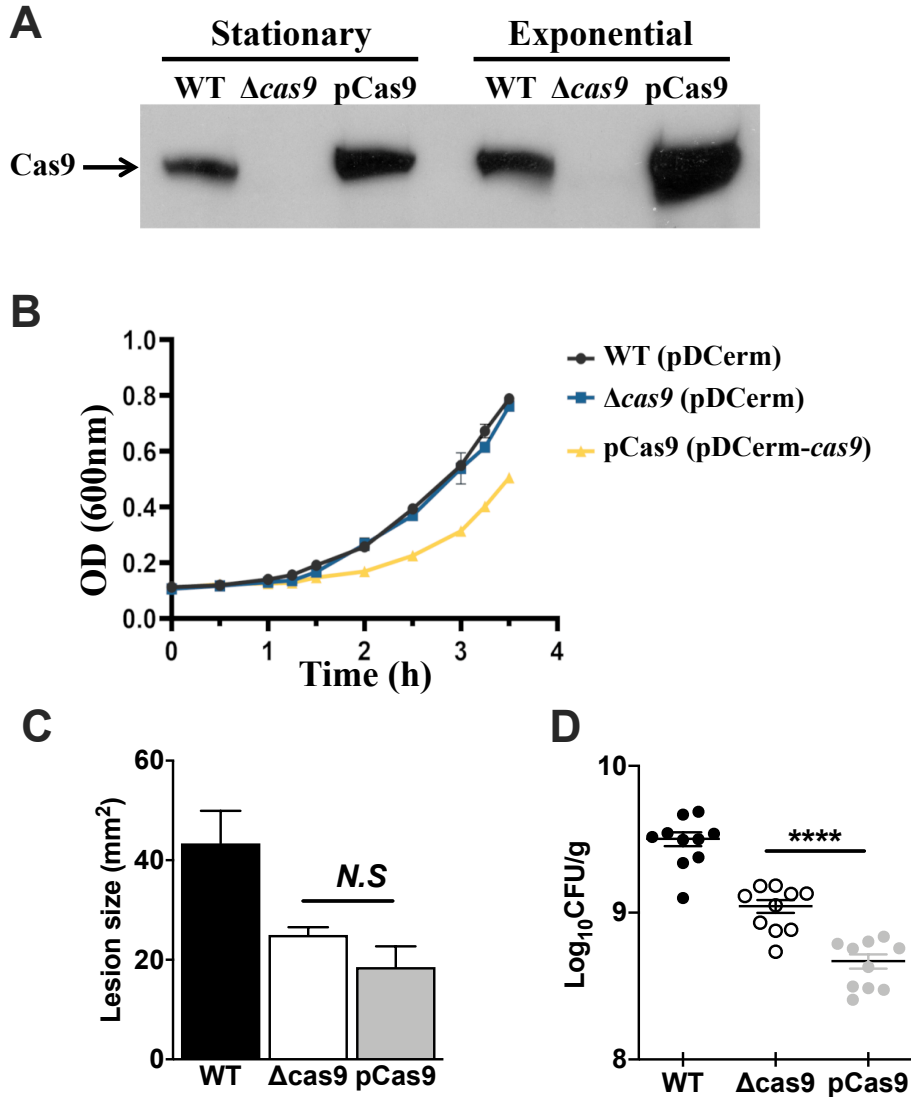 A
Stationary Exponential
WT Δcas9 pCas9 WT Δcas9 pCas9
Cas9
B
1.0
0.8
0.6
0.4
0.2
0.0
OD (600nm)
0 1 2 3 4
Time (h)
WT (pDCerm)
Δcas9 (pDCerm)
pCas9 (pDCerm-cas9)
C
60
40
20
0
Lesion size (mm²)
N.S
WT Δcas9 pCas9
D
10
9
8
Log₁₀CFU/g
****
WT Δcas9 pCas9